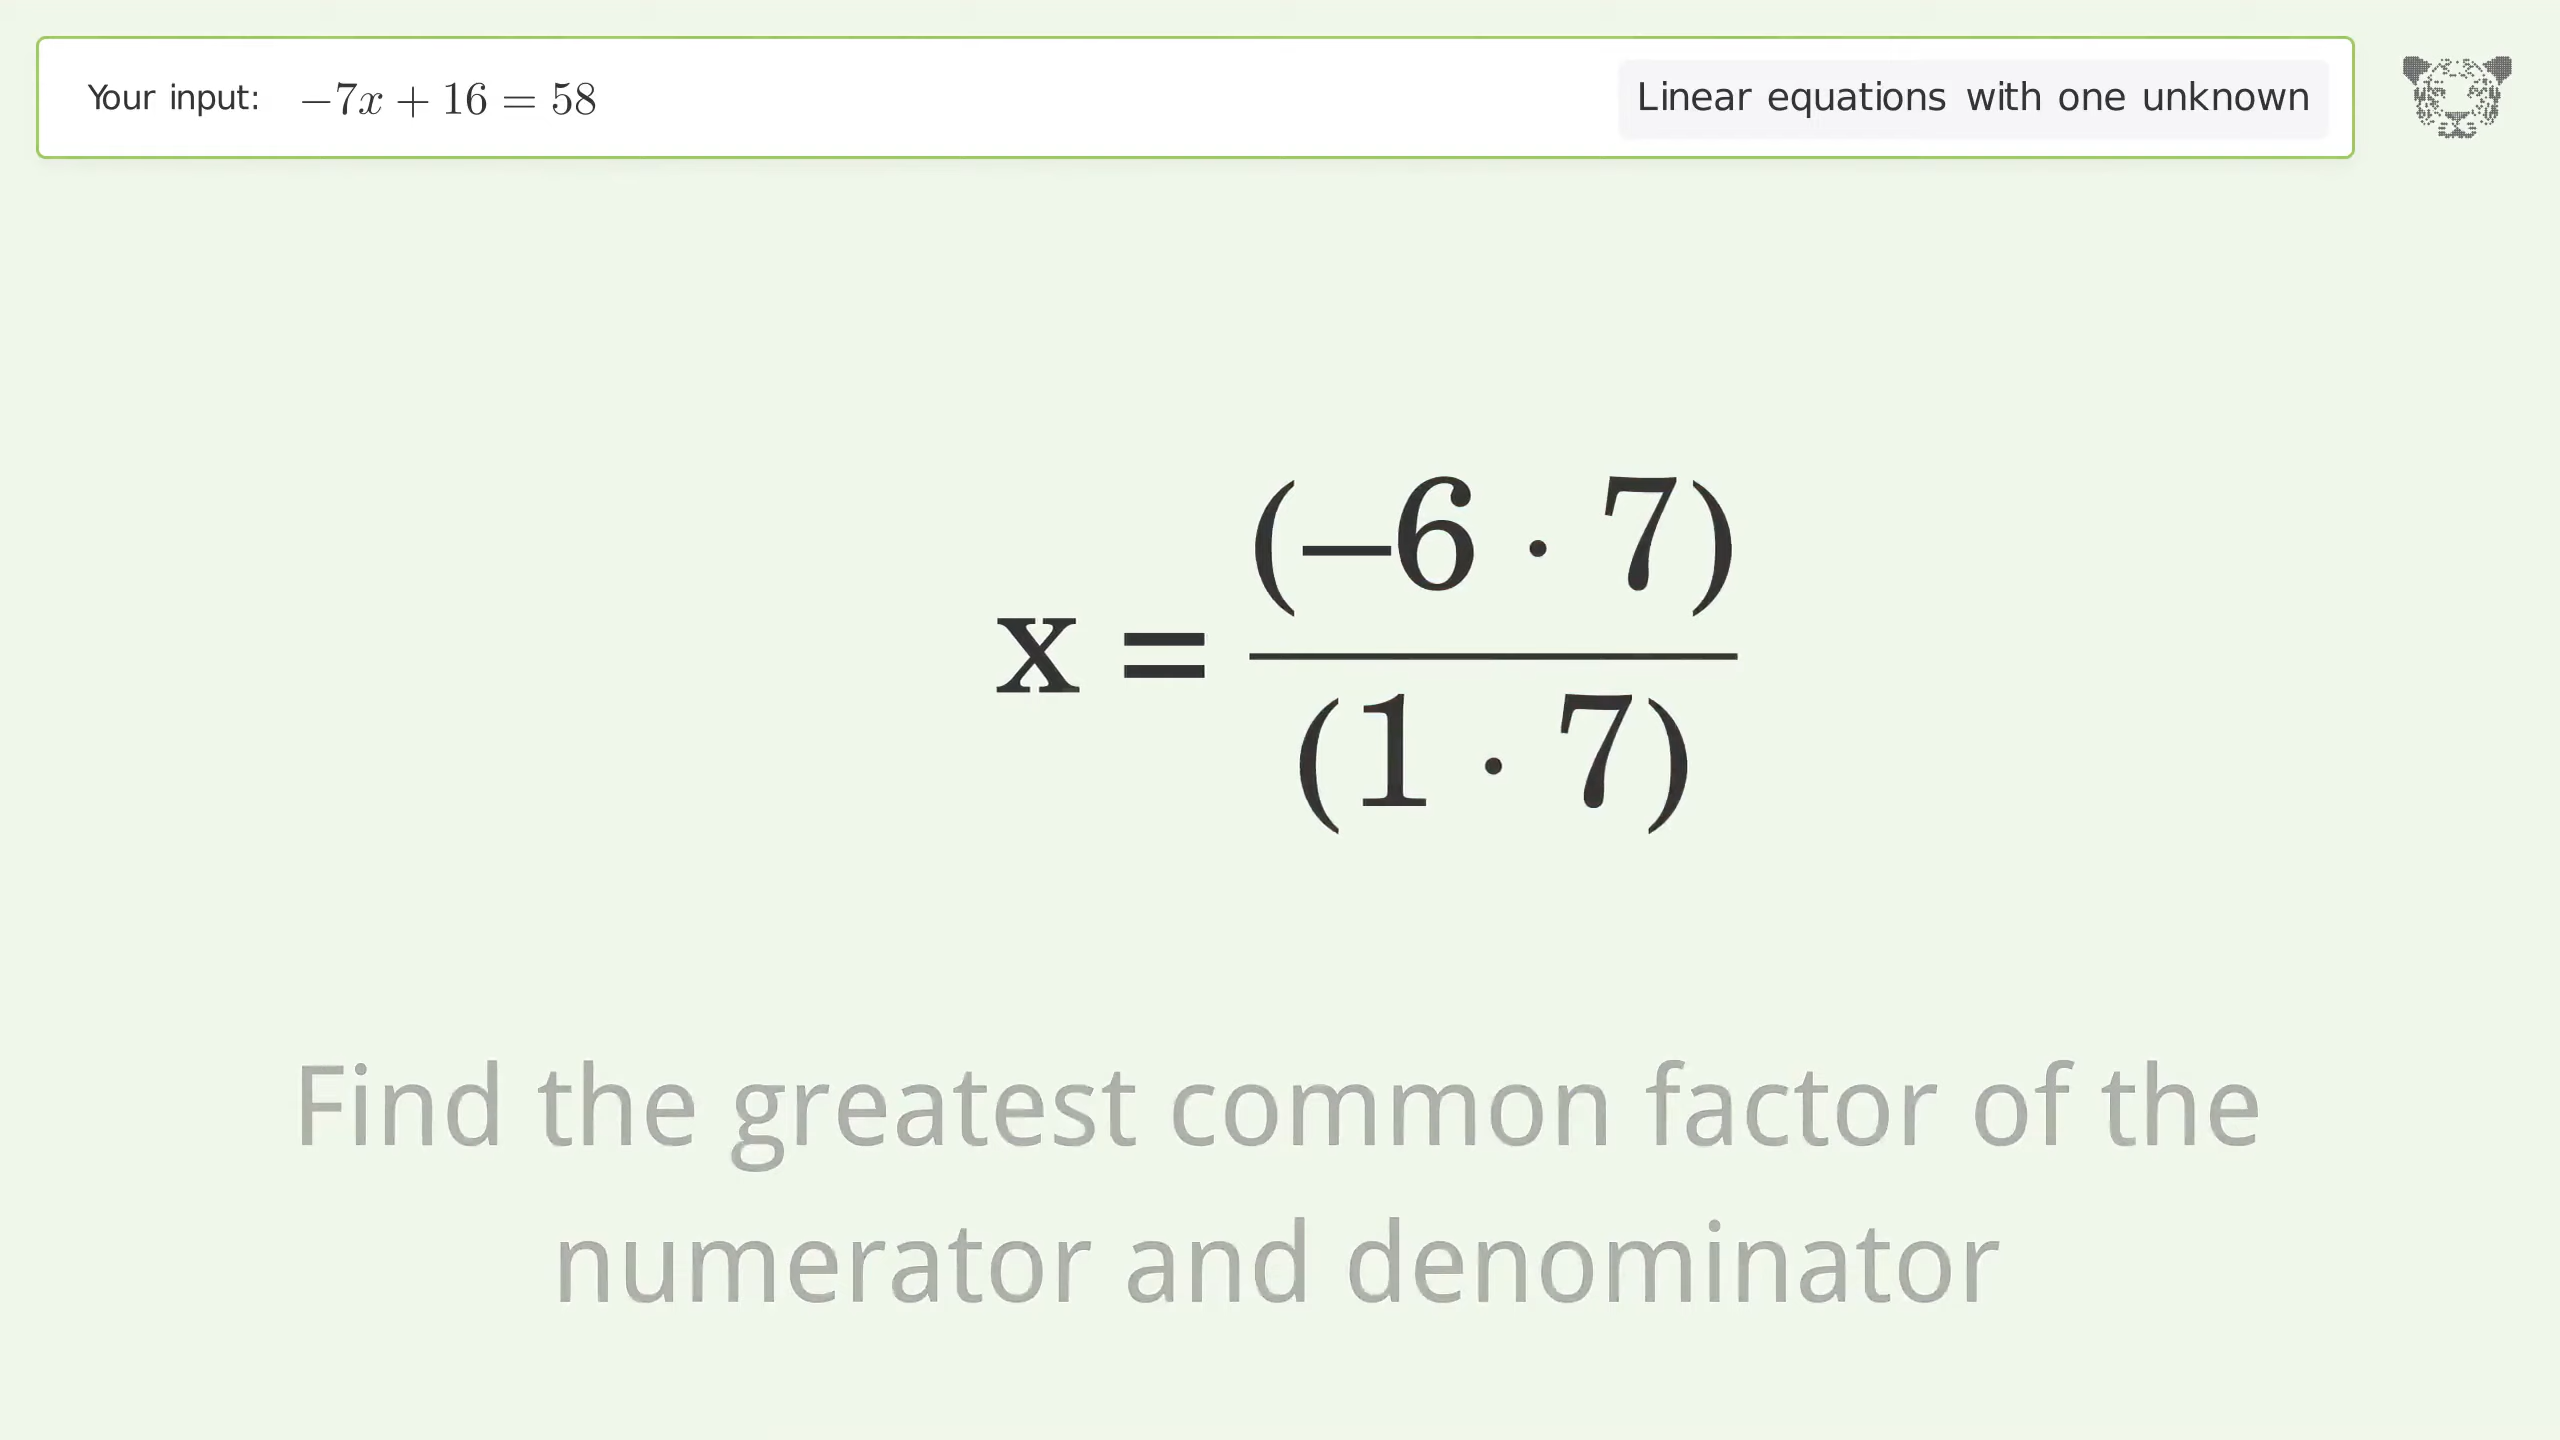 Your input: −7x + 16 = 58
Linear equations with one unknown
x = (−6 · 7) / (1 · 7)
Find the greatest common factor of the
numerator and denominator